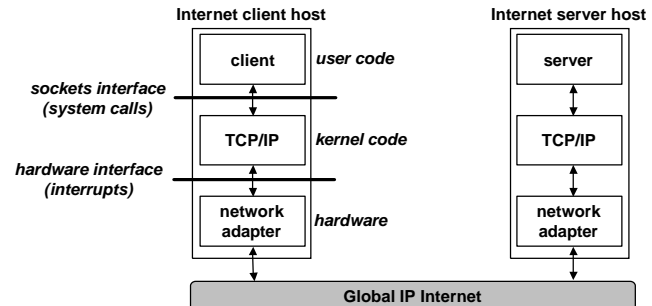 Internet client host
Internet server host
client
user code
server
sockets interface
(system calls)
TCP/IP
kernel code
TCP/IP
hardware interface
(interrupts)
network
adapter
hardware
network
adapter
Global IP Internet